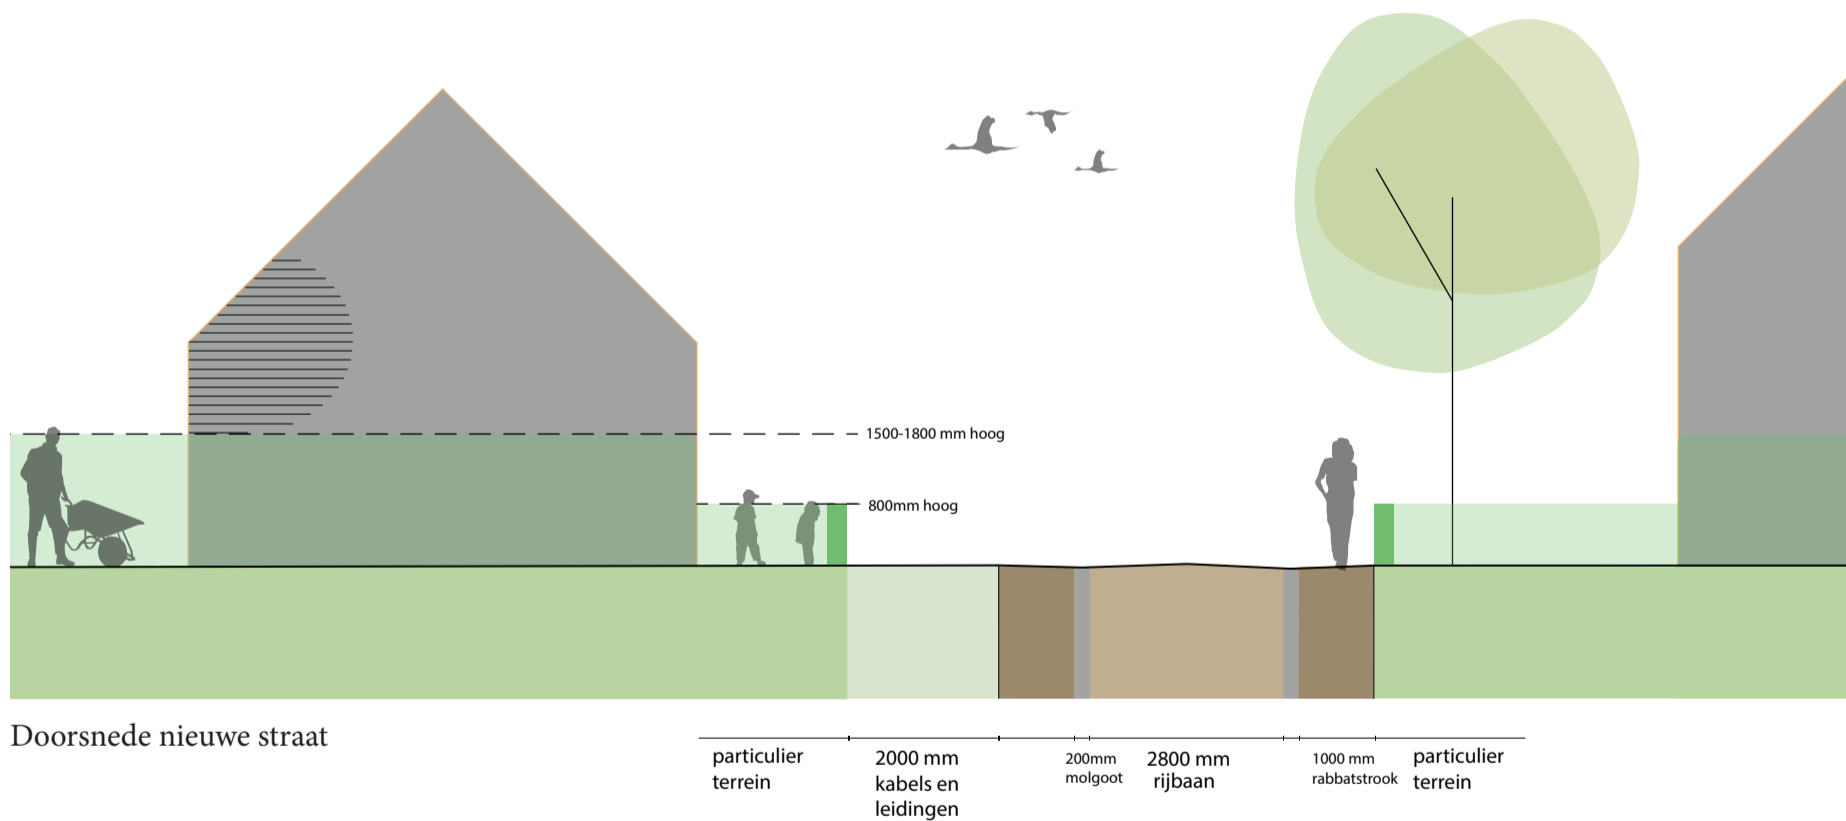 1500-1800 mm hoog
800mm hoog
Doorsnede nieuwe straat
particulier
terrein
2000 mm
kabels en
leidingen
200mm
molgoot
2800 mm
rijbaan
1000 mm
rabbatstrook
particulier
terrein